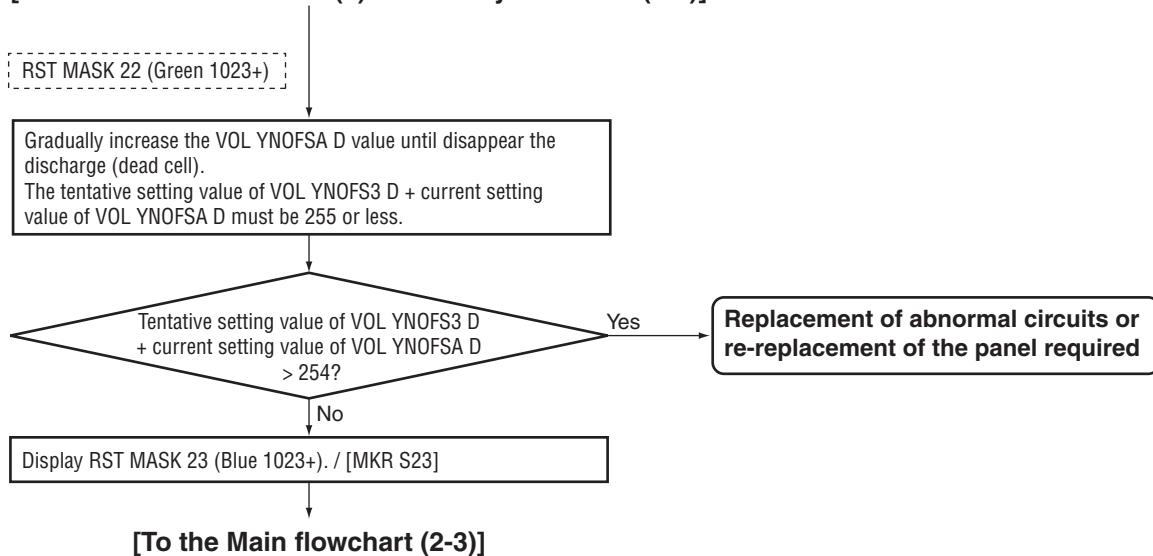 RST MASK 22 (Green 1023+)
Gradually increase the VOL YNOFSA D value until disappear the
discharge (dead cell).
The tentative setting value of VOL YNOFS3 D + current setting
value of VOL YNOFSA D must be 255 or less.
Tentative setting value of VOL YNOFS3 D
+ current setting value of VOL YNOFSA D
> 254?
Yes
Replacement of abnormal circuits or
re-replacement of the panel required
No
Display RST MASK 23 (Blue 1023+). / [MKR S23]
[To the Main flowchart (2-3)]